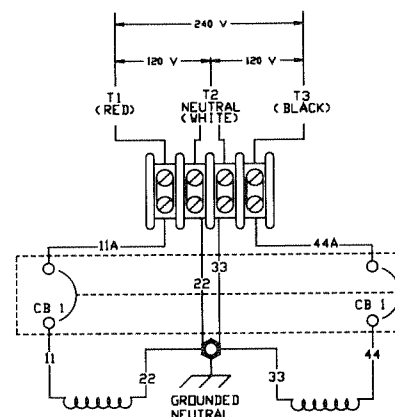 240 V
120 V
120 V
T1
(RED)
T2
NEUTRAL
(WHITE)
T3
(BLACK)
11A
44A
22
33
CB 1
CB 1
11
22
33
44
GROUNDED
NEUTRAL